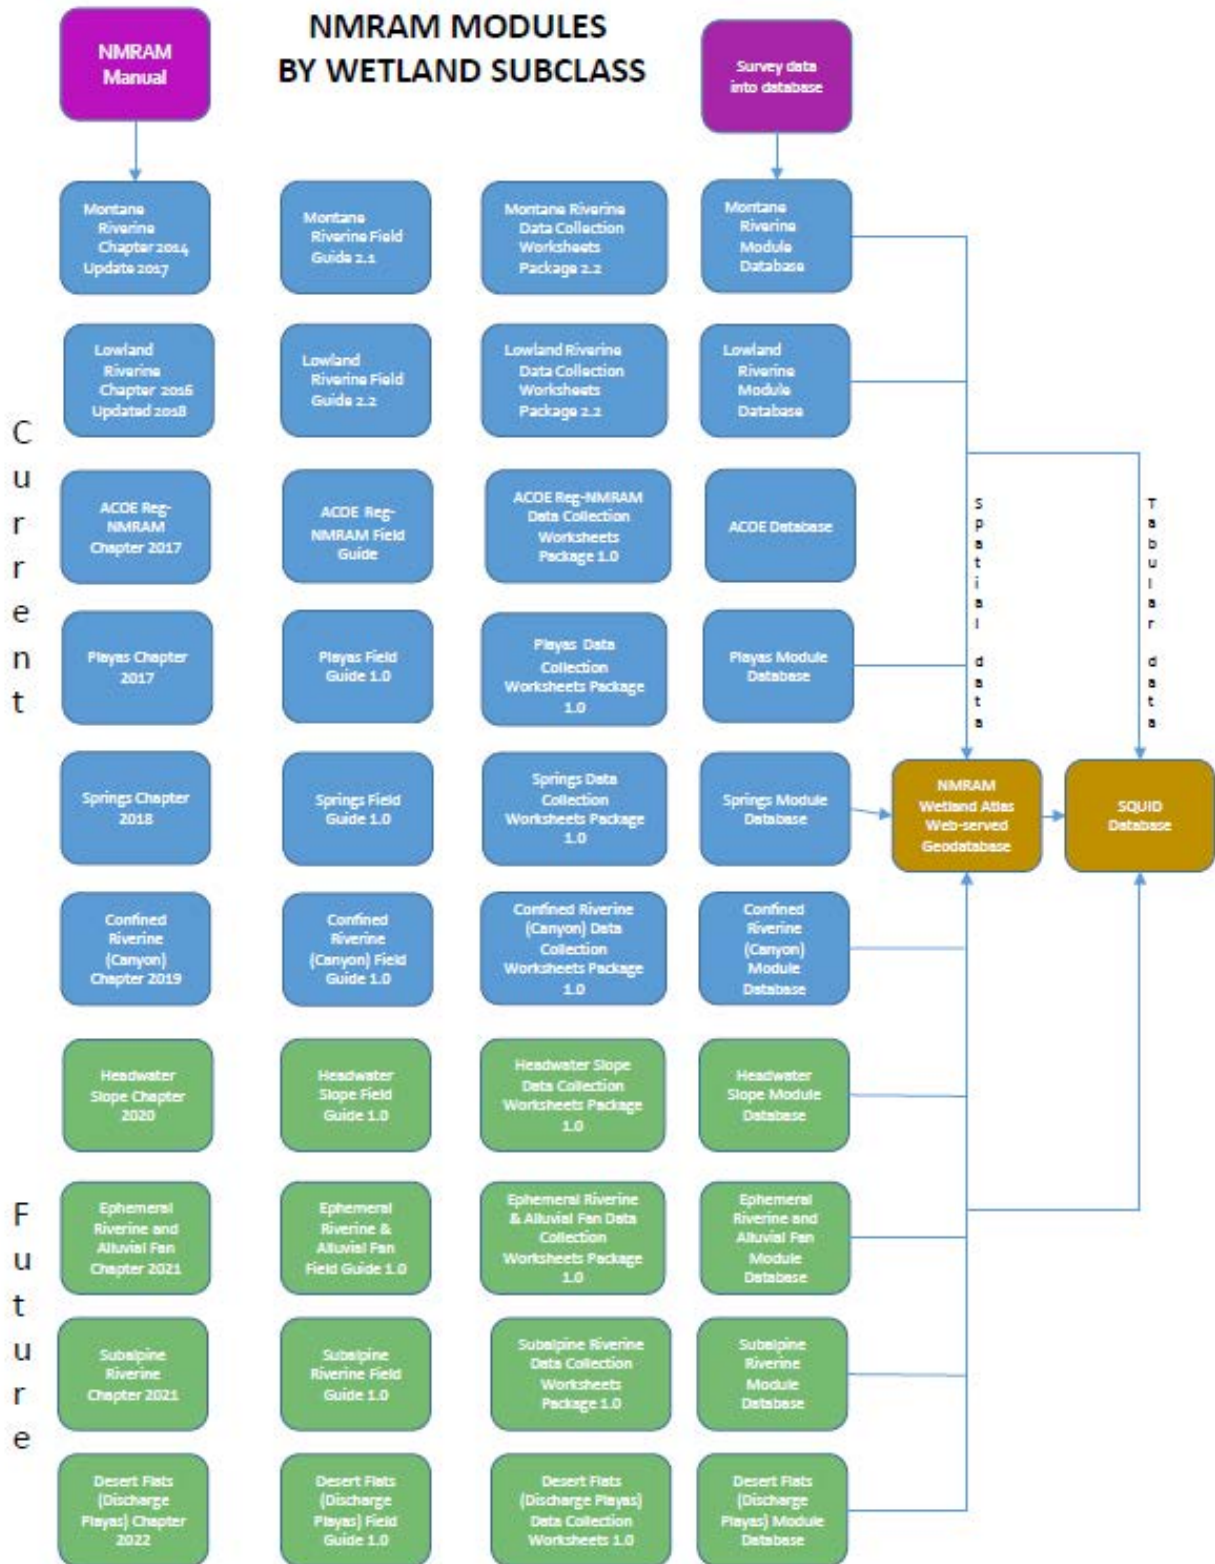 NMRAM MODULES
BY WETLAND SUBCLASS
NMRAM
Manual
Survey data
into database
Montane
Riverine
Chapter 2014
Update 2017
Montane
Riverine Field
Guide 2.1
Montane Riverine
Data Collection
Worksheets
Package 2.2
Montane
Riverine
Module
Database
Lowland
Riverine
Chapter 2016
Updated 2018
Lowland
Riverine Field
Guide 2.2
Lowland Riverine
Data Collection
Worksheets
Package 2.2
Lowland
Riverine
Module
Database
Current
ACOE Reg-
NMRAM
Chapter 2017
ACOE Reg-
NMRAM Field
Guide
ACOE Reg-NMRAM
Data Collection
Worksheets
Package 1.0
ACOE Database
Spatial data
Tabular data
Playas Chapter
2017
Playas Field
Guide 1.0
Playas Data
Collection
Worksheets Package
1.0
Playas Module
Database
Springs Chapter
2018
Springs Field
Guide 1.0
Springs Data
Collection
Worksheets Package
1.0
Springs Module
Database
NMRAM
Wetland Atlas
Web-served
Geodatabase
SQUID
Database
Confined
Riverine
(Canyon)
Chapter 2019
Confined
Riverine
(Canyon) Field
Guide 1.0
Confined Riverine
(Canyon) Data
Collection
Worksheets Package
1.0
Confined
Riverine
(Canyon)
Module
Database
Future
Headwater
Slope Chapter
2020
Headwater
Slope Field
Guide 1.0
Headwater Slope
Data Collection
Worksheets Package
1.0
Headwater
Slope Module
Database
Ephemeral
Riverine and
Alluvial Fan
Chapter 2021
Ephemeral
Riverine &
Alluvial Fan
Field Guide 1.0
Ephemeral Riverine
& Alluvial Fan Data
Collection
Worksheets Package
1.0
Ephemeral
Riverine and
Alluvial Fan
Module
Database
Subalpine
Riverine
Chapter 2021
Subalpine
Riverine Field
Guide 1.0
Subalpine Riverine
Data Collection
Worksheets
Package 1.0
Subalpine
Riverine
Module
Database
Desert Flats
(Discharge
Playas) Chapter
2022
Desert Flats
(Discharge
Playas) Field
Guide 1.0
Desert Flats
(Discharge Playas)
Data Collection
Worksheets 1.0
Desert Flats
(Discharge
Playas) Module
Database